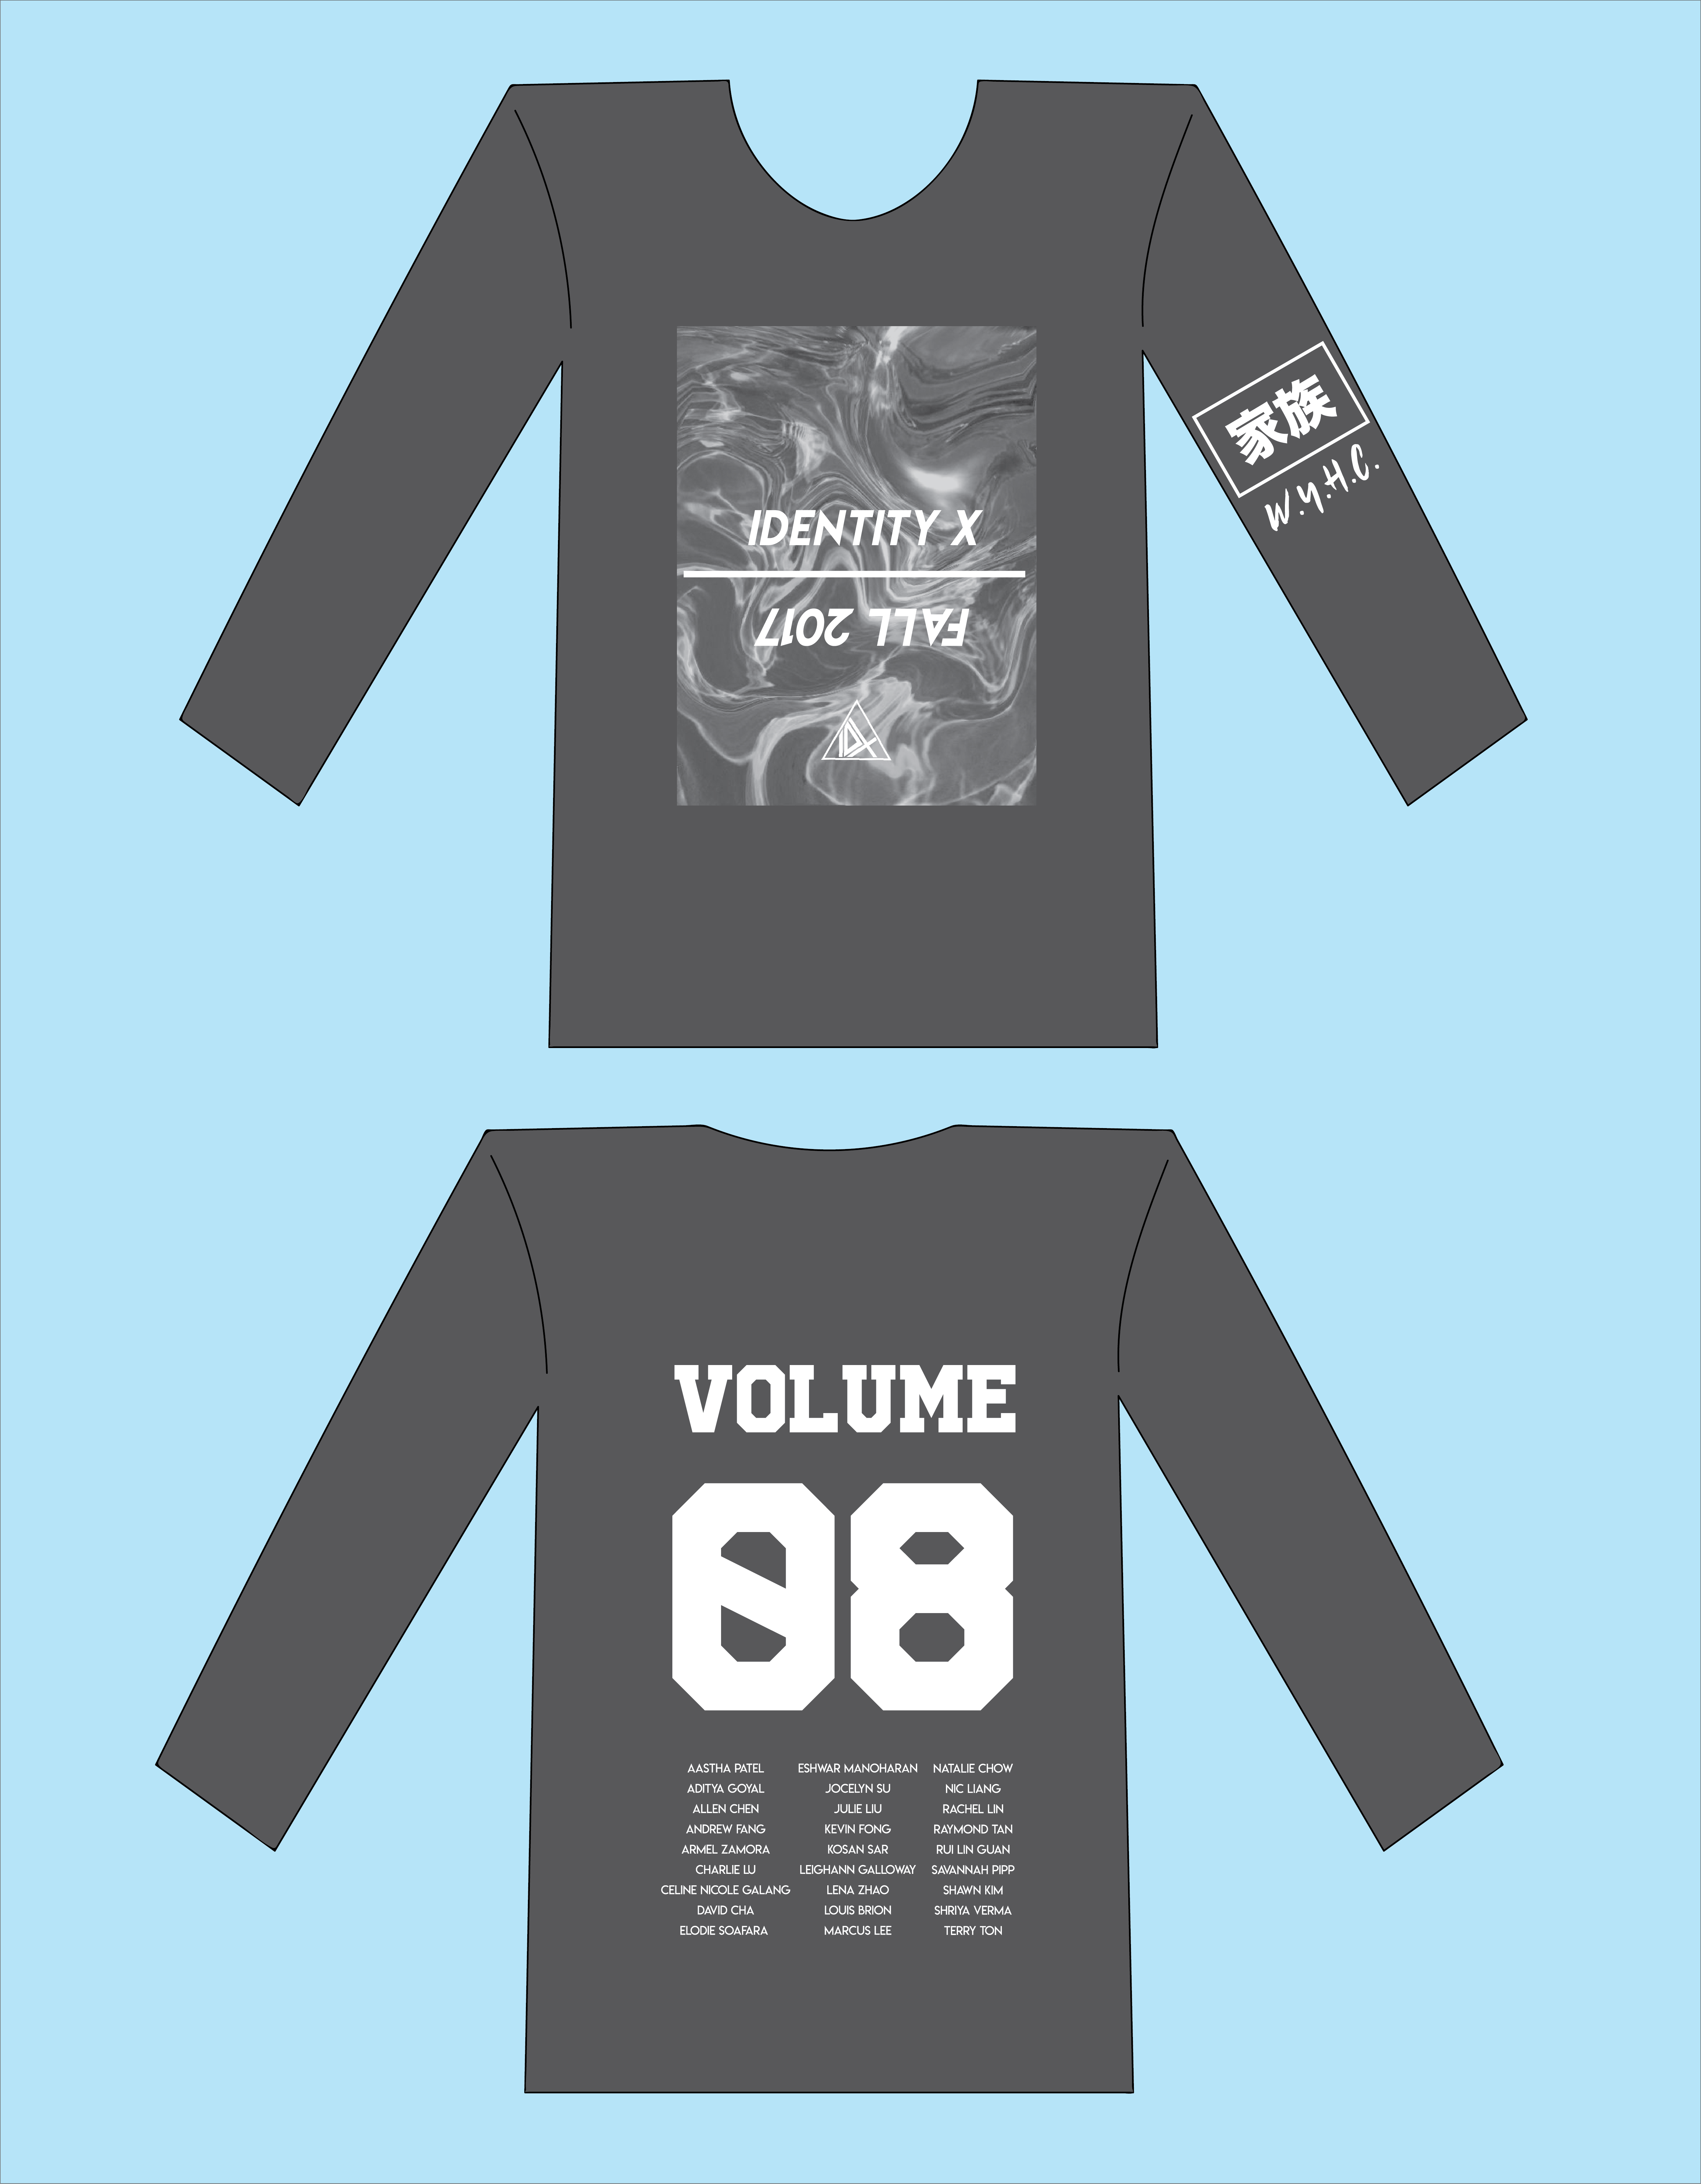 家族
W.Y.H.C.
IDENTITY X
FALL 2017
IDX
VOLUME
08
AASTHA PATEL
ADITYA GOYAL
ALLEN CHEN
ANDREW FANG
ARMEL ZAMORA
CHARLIE LU
CELINE NICOLE GALANG
DAVID CHA
ELODIE SOAFARA
ESHWAR MANOHARAN
JOCELYN SU
JULIE LIU
KEVIN FONG
KOSAN SAR
LEIGHANN GALLOWAY
LENA ZHAO
LOUIS BRION
MARCUS LEE
NATALIE CHOW
NIC LIANG
RACHEL LIN
RAYMOND TAN
RUI LIN GUAN
SAVANNAH PIPP
SHAWN KIM
SHRIYA VERMA
TERRY TON